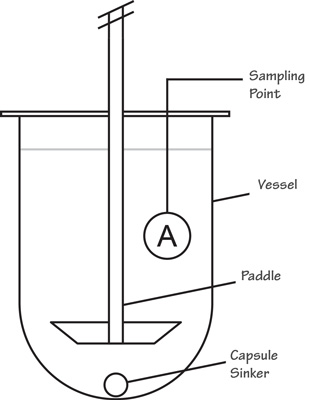 Sampling
Point
Vessel
A
Paddle
Capsule
Sinker